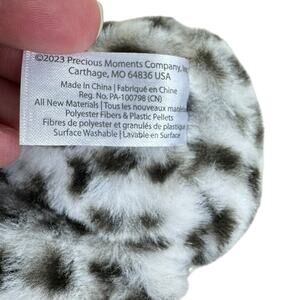 ©2023 Precious Moments Company,
Carthage, MO 64836 USA
Made in China | Fabriqué en Chine
Reg. No. PA-100798 (CN)
All New Materials | Tous les nouveaux
Polyester Fibers & Plastic Pellets
Fibres de polyester et granulés de plastique
Surface Washable | Lavable en Surface